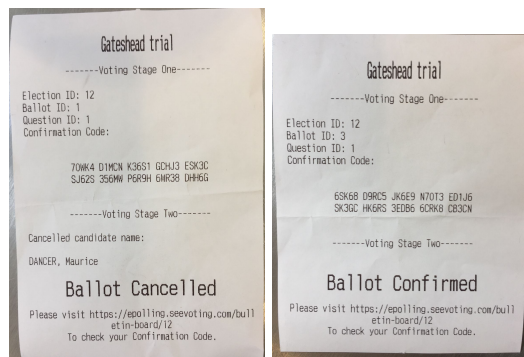 Gateshead trial
-------Voting Stage One-------
Election ID: 12
Ballot ID: 1
Question ID: 1
Confirmation Code:
70WK4 D1MCN K36S1 GCHJ3 ESK3C
SJ62S 356MW P6R9H 6WR38 DHH6G
-------Voting Stage Two-------
Cancelled candidate name:
DANCER, Maurice
Ballot Cancelled
Please visit https://epolling.seevoting.com/bull
etin-board/12
To check your Confirmation Code.
Gateshead trial
-------Voting Stage One-------
Election ID: 12
Ballot ID: 3
Question ID: 1
Confirmation Code:
6SK68 D9RC5 JK6E9 N70T3 ED1J6
SK3GC HK6RS 3EDB6 6CRK8 CB3CN
-------Voting Stage Two-------
Ballot Confirmed
Please visit https://epolling.seevoting.com/bull
etin-board/12
To check your Confirmation Code.